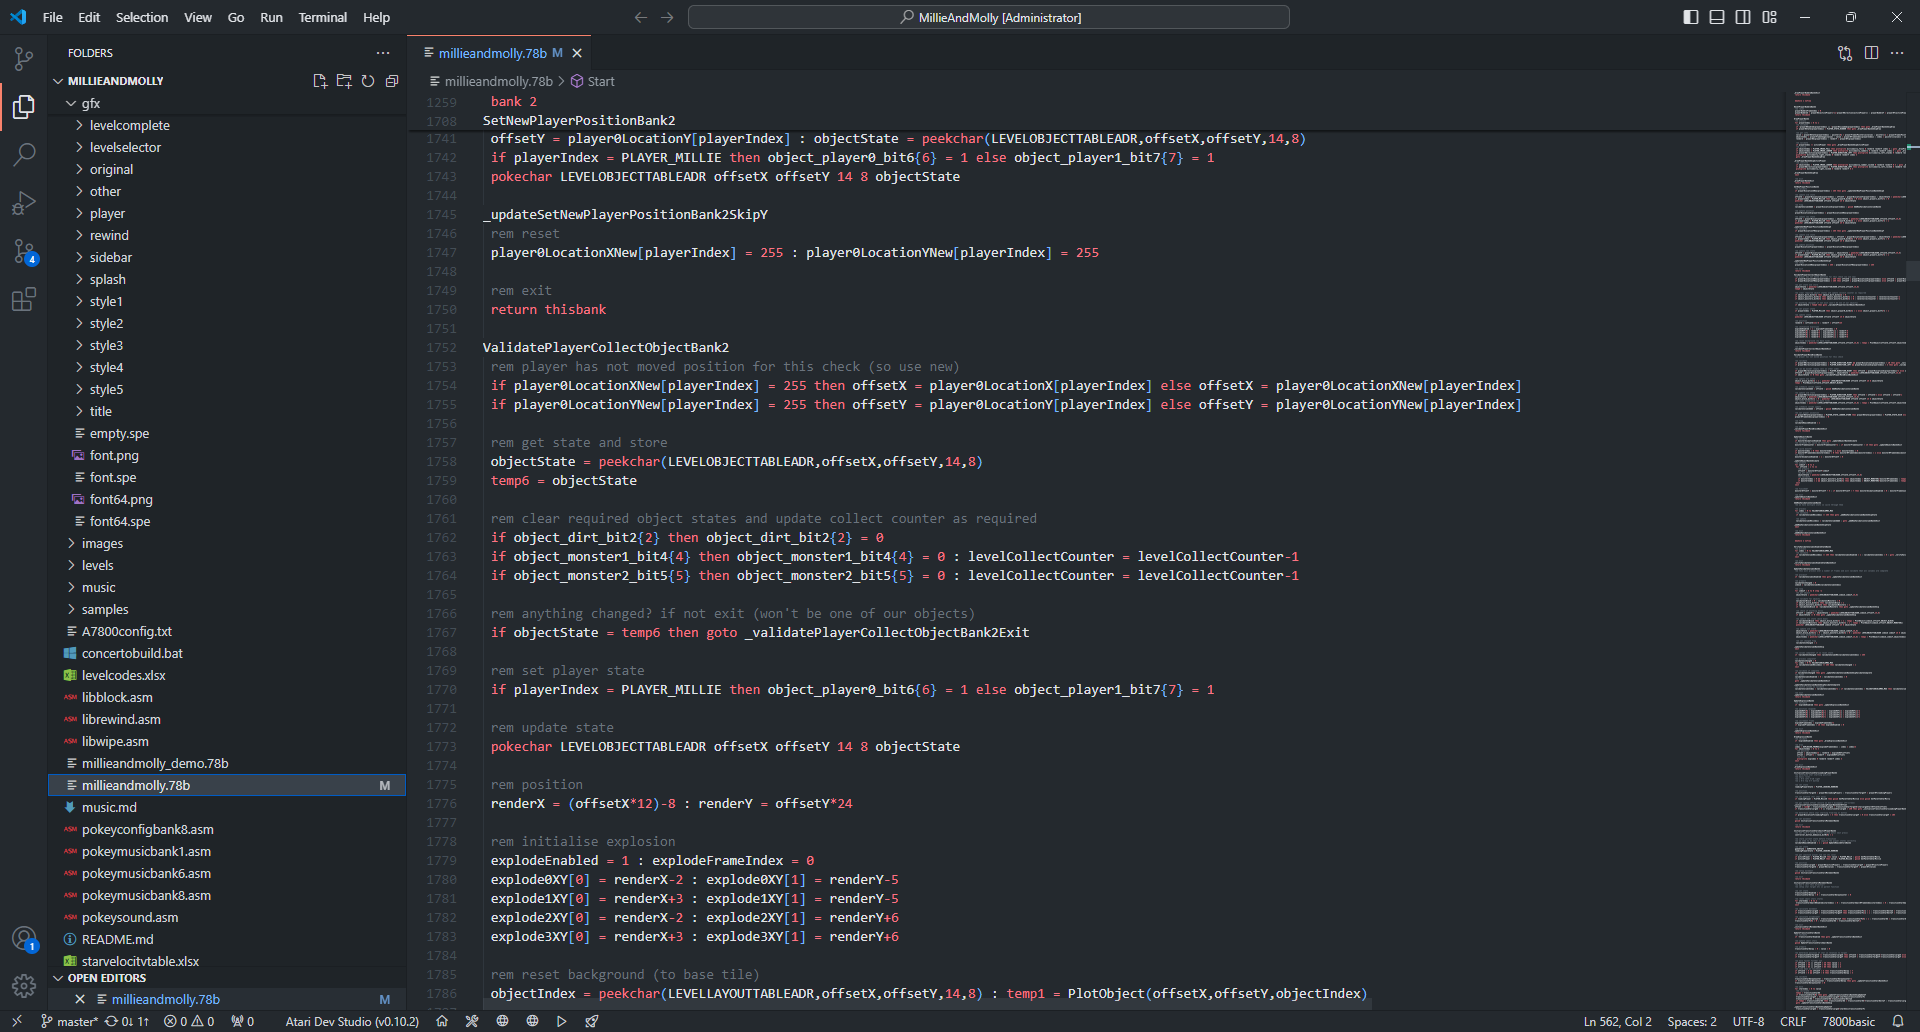 File Edit Selection View Go Run Terminal Help
MillieAndMolly [Administrator]
FOLDERS
MILLIEANDMOLLY
gfx
levelcomplete
levelselector
original
other
player
rewind
sidebar
splash
style1
style2
style3
style4
style5
title
empty.spe
font.png
font.spe
font64.png
font64.spe
images
levels
music
samples
A7800config.txt
concertobuild.bat
levelcodes.xlsx
ASM libblock.asm
ASM librewind.asm
ASM libwipe.asm
millieandmolly_demo.78b
millieandmolly.78b M
music.md
ASM pokeyconfigbank8.asm
ASM pokeymusicbank1.asm
ASM pokeymusicbank6.asm
ASM pokeymusicbank8.asm
ASM pokeysound.asm
README.md
starvelocitytable.xlsx
OPEN EDITORS
millieandmolly.78b M
4
1
millieandmolly.78b M
millieandmolly.78b > Start
1259 bank 2
1708 SetNewPlayerPositionBank2
1741 offsetY = player0LocationY[playerIndex] : objectState = peekchar(LEVELOBJECTTABLEADR,offsetX,offsetY,14,8)
1742 if playerIndex = PLAYER_MILLIE then object_player0_bit6{6} = 1 else object_player1_bit7{7} = 1
1743 pokechar LEVELOBJECTTABLEADR offsetX offsetY 14 8 objectState
1744
1745 _updateSetNewPlayerPositionBank2SkipY
1746 rem reset
1747 player0LocationXNew[playerIndex] = 255 : player0LocationYNew[playerIndex] = 255
1748
1749 rem exit
1750 return thisbank
1751
1752 ValidatePlayerCollectObjectBank2
1753 rem player has not moved position for this check (so use new)
1754 if player0LocationXNew[playerIndex] = 255 then offsetX = player0LocationX[playerIndex] else offsetX = player0LocationXNew[playerIndex]
1755 if player0LocationYNew[playerIndex] = 255 then offsetY = player0LocationY[playerIndex] else offsetY = player0LocationYNew[playerIndex]
1756
1757 rem get state and store
1758 objectState = peekchar(LEVELOBJECTTABLEADR,offsetX,offsetY,14,8)
1759 temp6 = objectState
1760
1761 rem clear required object states and update collect counter as required
1762 if object_dirt_bit2{2} then object_dirt_bit2{2} = 0
1763 if object_monster1_bit4{4} then object_monster1_bit4{4} = 0 : levelCollectCounter = levelCollectCounter-1
1764 if object_monster2_bit5{5} then object_monster2_bit5{5} = 0 : levelCollectCounter = levelCollectCounter-1
1765
1766 rem anything changed? if not exit (won't be one of our objects)
1767 if objectState = temp6 then goto _validatePlayerCollectObjectBank2Exit
1768
1769 rem set player state
1770 if playerIndex = PLAYER_MILLIE then object_player0_bit6{6} = 1 else object_player1_bit7{7} = 1
1771
1772 rem update state
1773 pokechar LEVELOBJECTTABLEADR offsetX offsetY 14 8 objectState
1774
1775 rem position
1776 renderX = (offsetX*12)-8 : renderY = offsetY*24
1777
1778 rem initialise explosion
1779 explodeEnabled = 1 : explodeFrameIndex = 0
1780 explode0XY[0] = renderX-2 : explode0XY[1] = renderY-5
1781 explode1XY[0] = renderX+3 : explode1XY[1] = renderY-5
1782 explode2XY[0] = renderX-2 : explode2XY[1] = renderY+6
1783 explode3XY[0] = renderX+3 : explode3XY[1] = renderY+6
1784
1785 rem reset background (to base tile)
1786 objectIndex = peekchar(LEVELLAYOUTTABLEADR,offsetX,offsetY,14,8) : temp1 = PlotObject(offsetX,offsetY,objectIndex)
master* 0↓ 1↑ 0 0 0 Atari Dev Studio (v0.10.2) Ln 562, Col 2 Spaces: 2 UTF-8 CRLF 7800basic